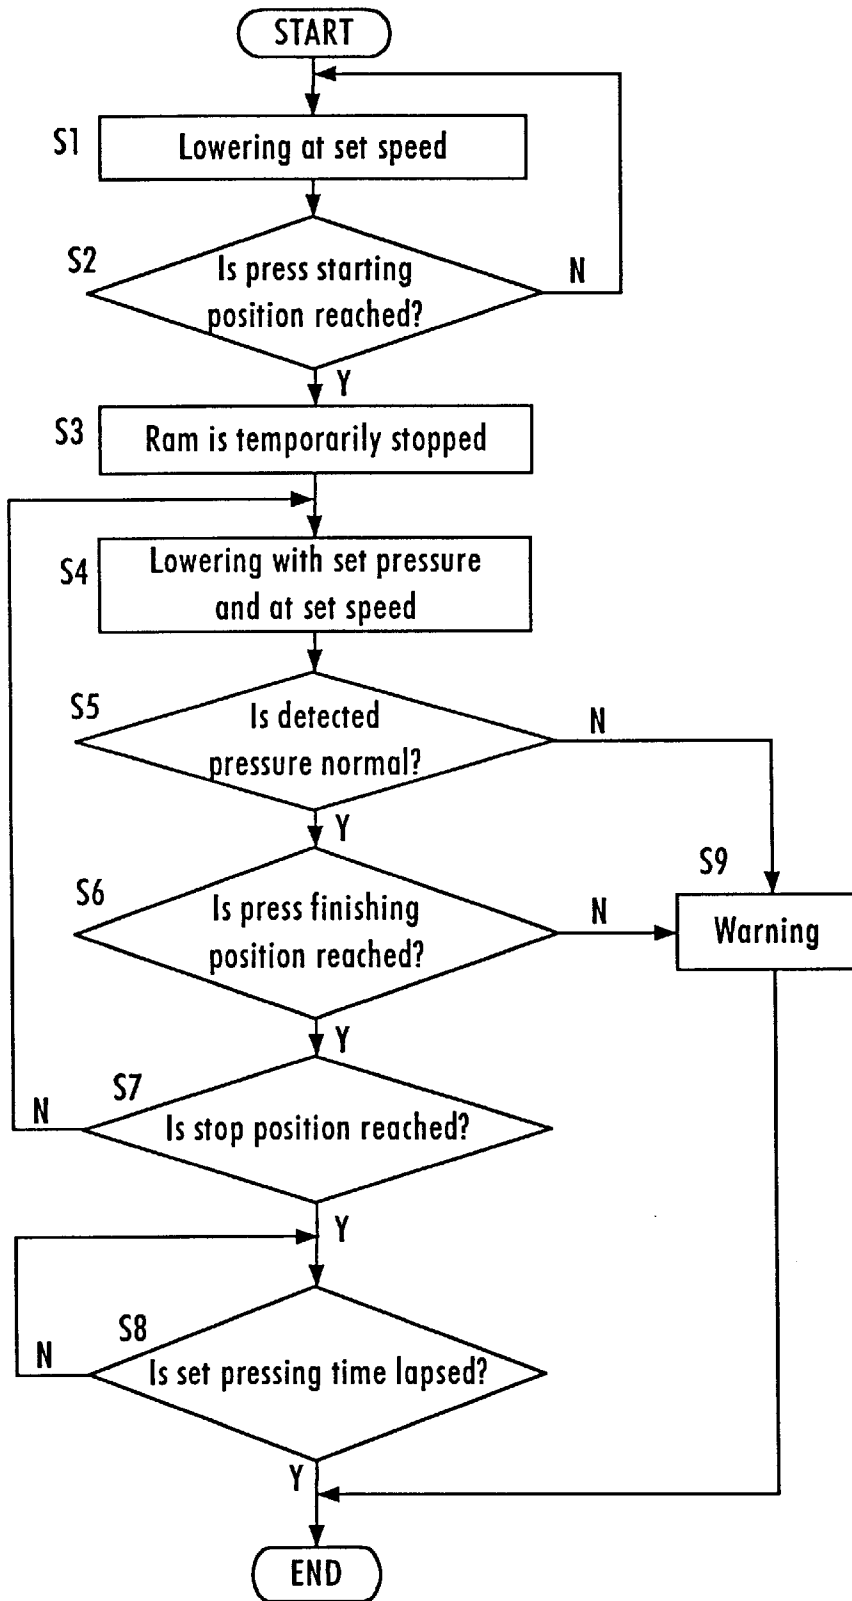 START
S1
Lowering at set speed
S2
Is press starting
position reached?
N
Y
S3
Ram is temporarily stopped
S4
Lowering with set pressure
and at set speed
S5
Is detected
pressure normal?
N
Y
S9
Warning
S6
Is press finishing
position reached?
N
Y
S7
Is stop position reached?
N
Y
S8
Is set pressing time lapsed?
N
Y
END